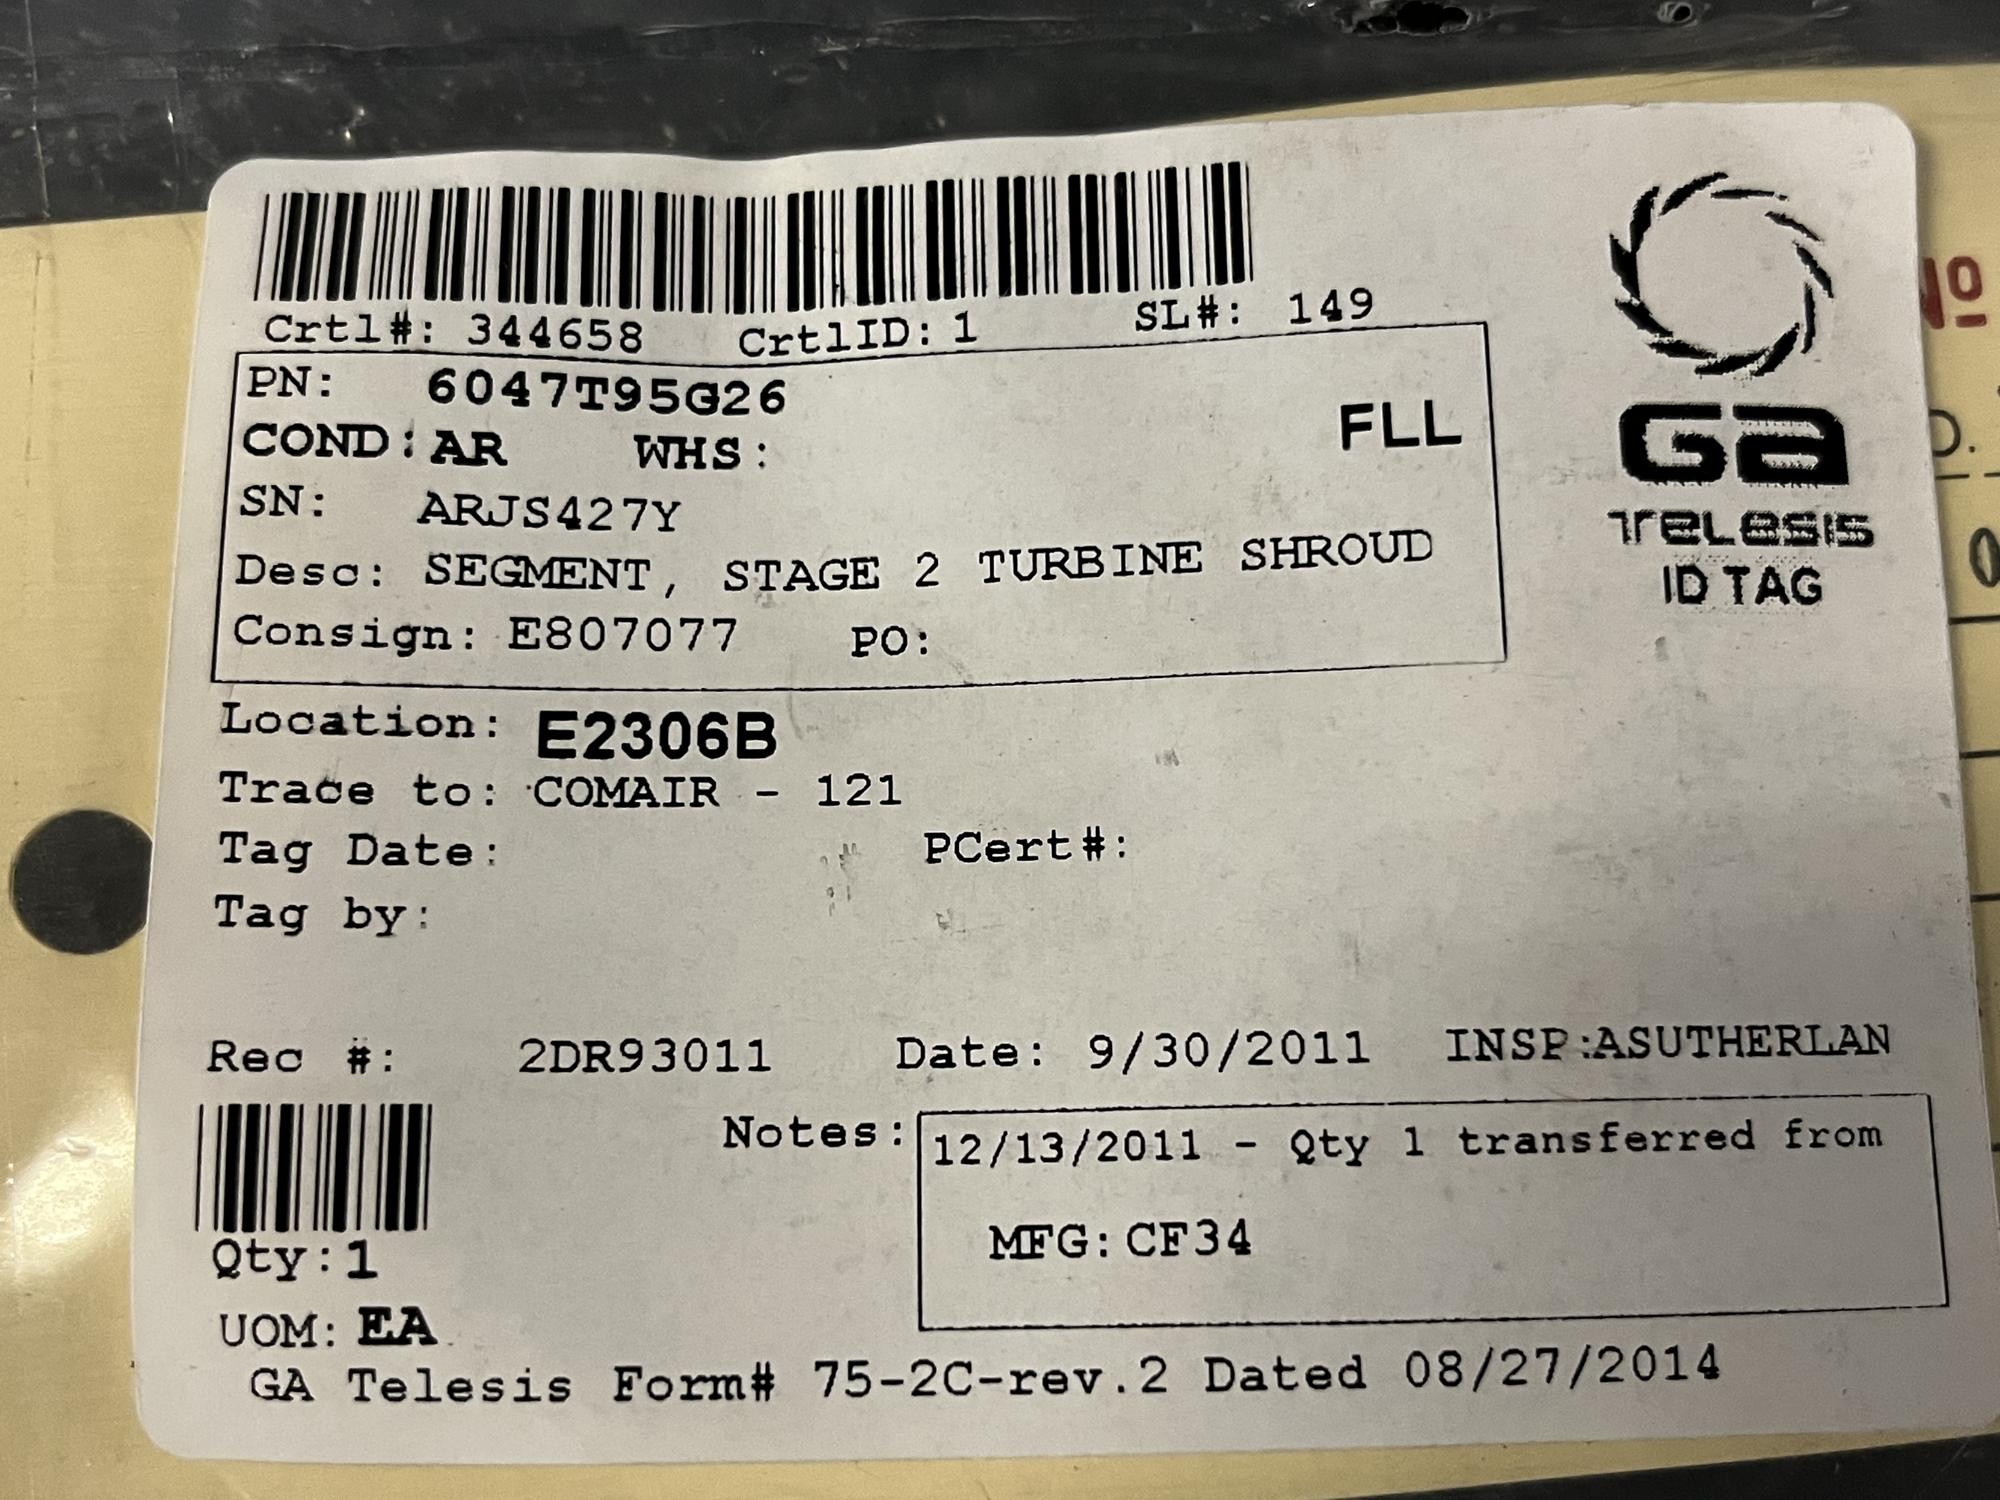 Crtl#: 344658 CrtlID: 1 SL#: 149
PN: 6047T95G26
COND: AR WHS: FLL
SN: ARJS427Y
Desc: SEGMENT, STAGE 2 TURBINE SHROUD
Consign: E807077 PO:
GA
TELESIS
ID TAG
Nº
Location: E2306B
Trace to: COMAIR - 121
Tag Date: PCert#:
Tag by:
Rec #: 2DR93011 Date: 9/30/2011 INSP:ASUTHERLAN
Notes: 12/13/2011 - Qty 1 transferred from
MFG: CF34
Qty: 1
UOM: EA
GA Telesis Form# 75-2C-rev.2 Dated 08/27/2014